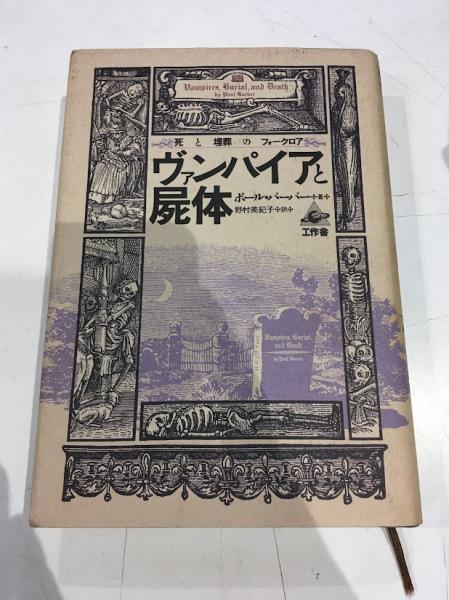 Vampires, Burial, and Death
by Paul Barber
死と埋葬のフォークロア
ヴァンパイアと
屍体
ポール・バーバー✢著✢
野村美紀子✢訳✢
工作舎
Vampires, Burial,
and Death
by Paul Barber